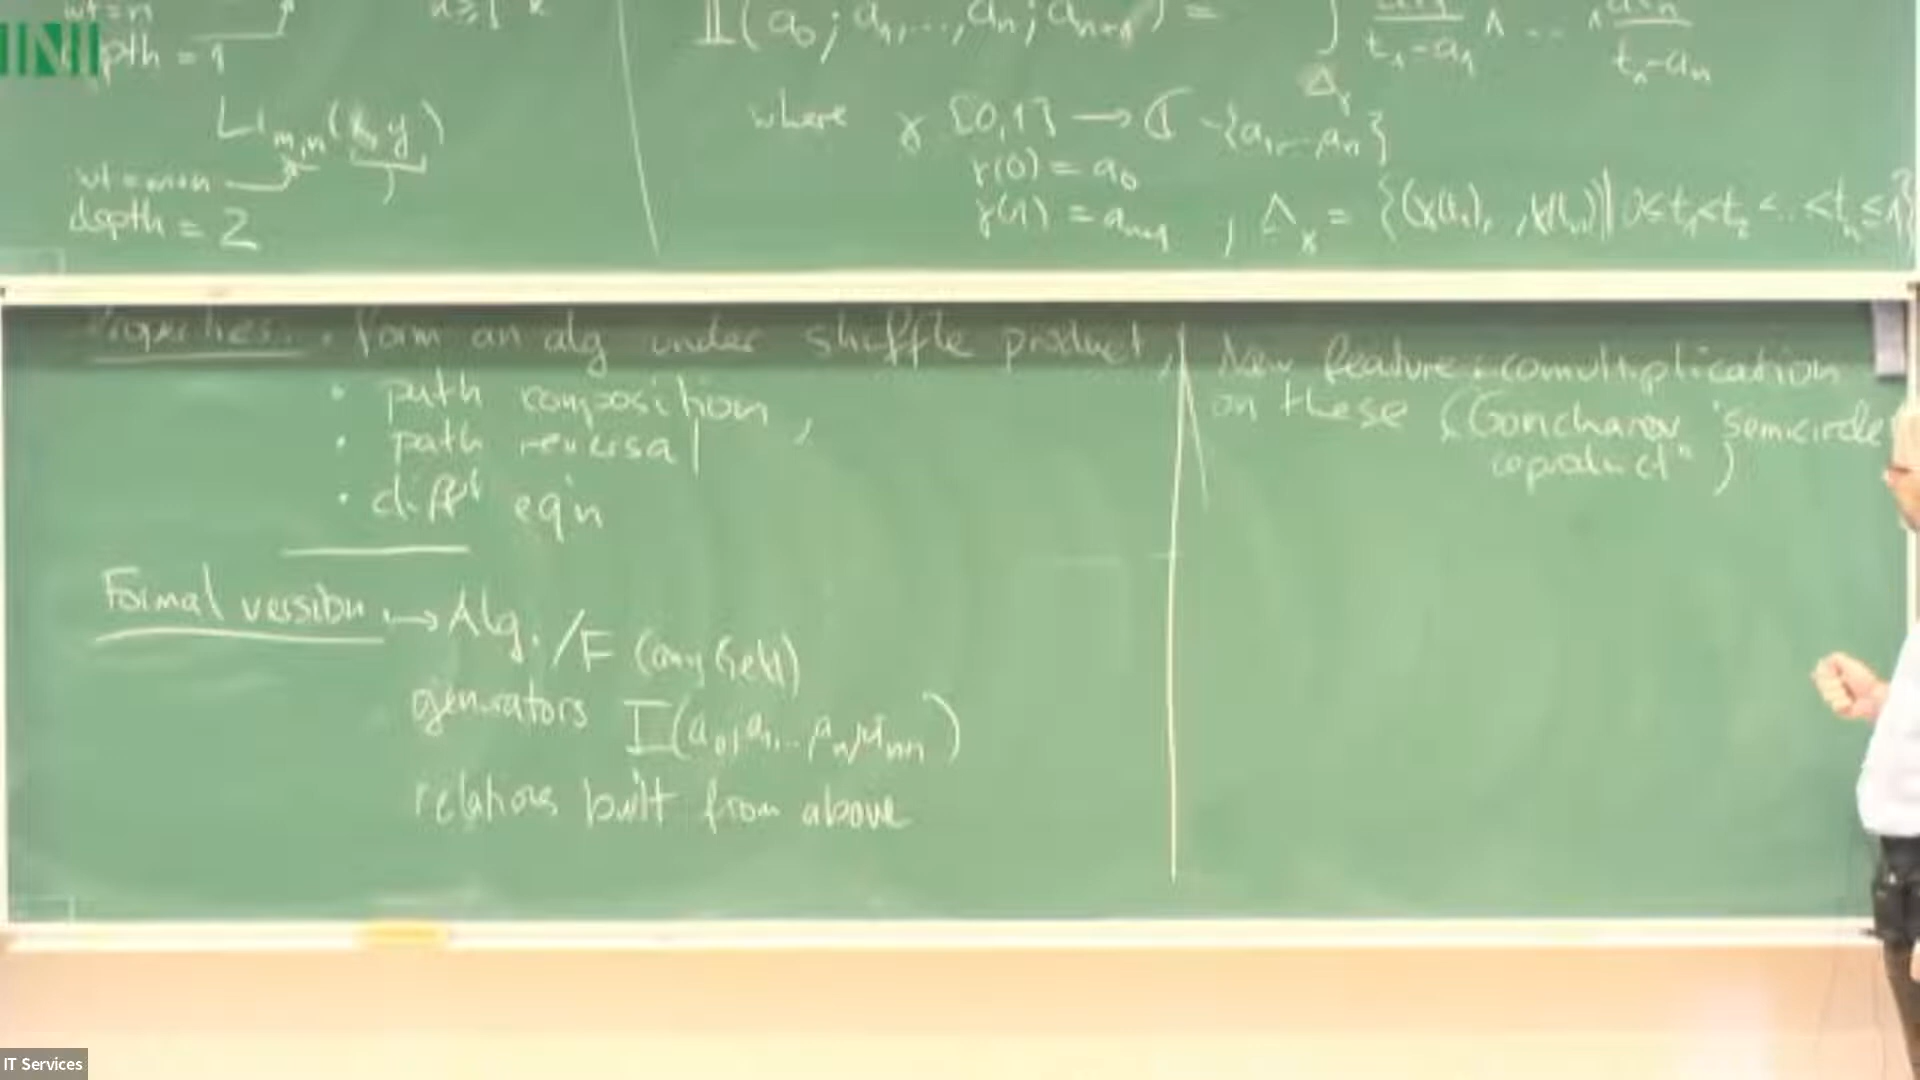 wt=n
INI
depth = 1
Li_{m,n}(x, y)
wt=m+n
depth = 2
𝕀(a_0; a_1,...,a_n; a_{n+1}) = ∫_{Δ_γ} / t_1-a_1 ∧ ... ∧ / t_n-a_n
where γ [0,1] → ℂ -{a_1,...,a_n}
γ(0) = a_0
γ(1) = a_{n+1} , Δ_γ = {(γ(t_1), ,γ(t_n))| 0≤t_1<t_2<..<t_n≤1}
Properties: · form an alg under shuffle product,
· path composition,
· path reversal
· diff'l eq'n
Formal version → Alg. /F (any field)
generators I(a_0; a_1,..., a_n; a_{n+1})
relations built from above
New feature: comultiplication
on these (Goncharov "semicircle
coproduct")
IT Services